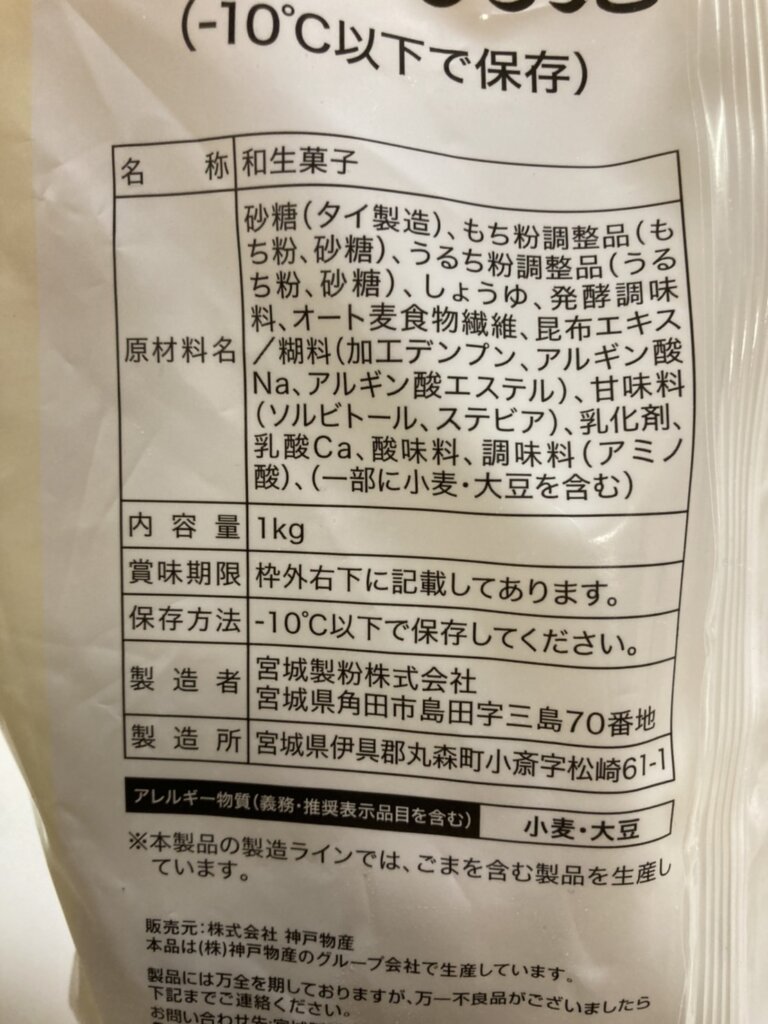 (-10℃以下で保存)
名称 和生菓子
原材料名
砂糖(タイ製造)、もち粉調整品(も
ち粉、砂糖)、うるち粉調整品(うる
ち粉、砂糖)、しょうゆ、発酵調味
料、オート麦食物繊維、昆布エキス
/糊料(加工デンプン、アルギン酸
Na、アルギン酸エステル)、甘味料
(ソルビトール、ステビア)、乳化剤、
乳酸Ca、酸味料、調味料(アミノ
酸)、(一部に小麦・大豆を含む)
内容量 1kg
賞味期限 枠外右下に記載してあります。
保存方法 -10℃以下で保存してください。
製造者 宮城製粉株式会社
宮城県角田市島田字三島70番地
製造所 宮城県伊具郡丸森町小斎字松崎61-1
アレルギー物質(義務・推奨表示品目を含む) 小麦・大豆
※本製品の製造ラインでは、ごまを含む製品を生産し
ています。
販売元:株式会社 神戸物産
本品は(株)神戸物産のグループ会社で生産しています。
製品には万全を期しておりますが、万一不良品がございましたら
下記までご連絡ください。
お問い合わせ先:宮城